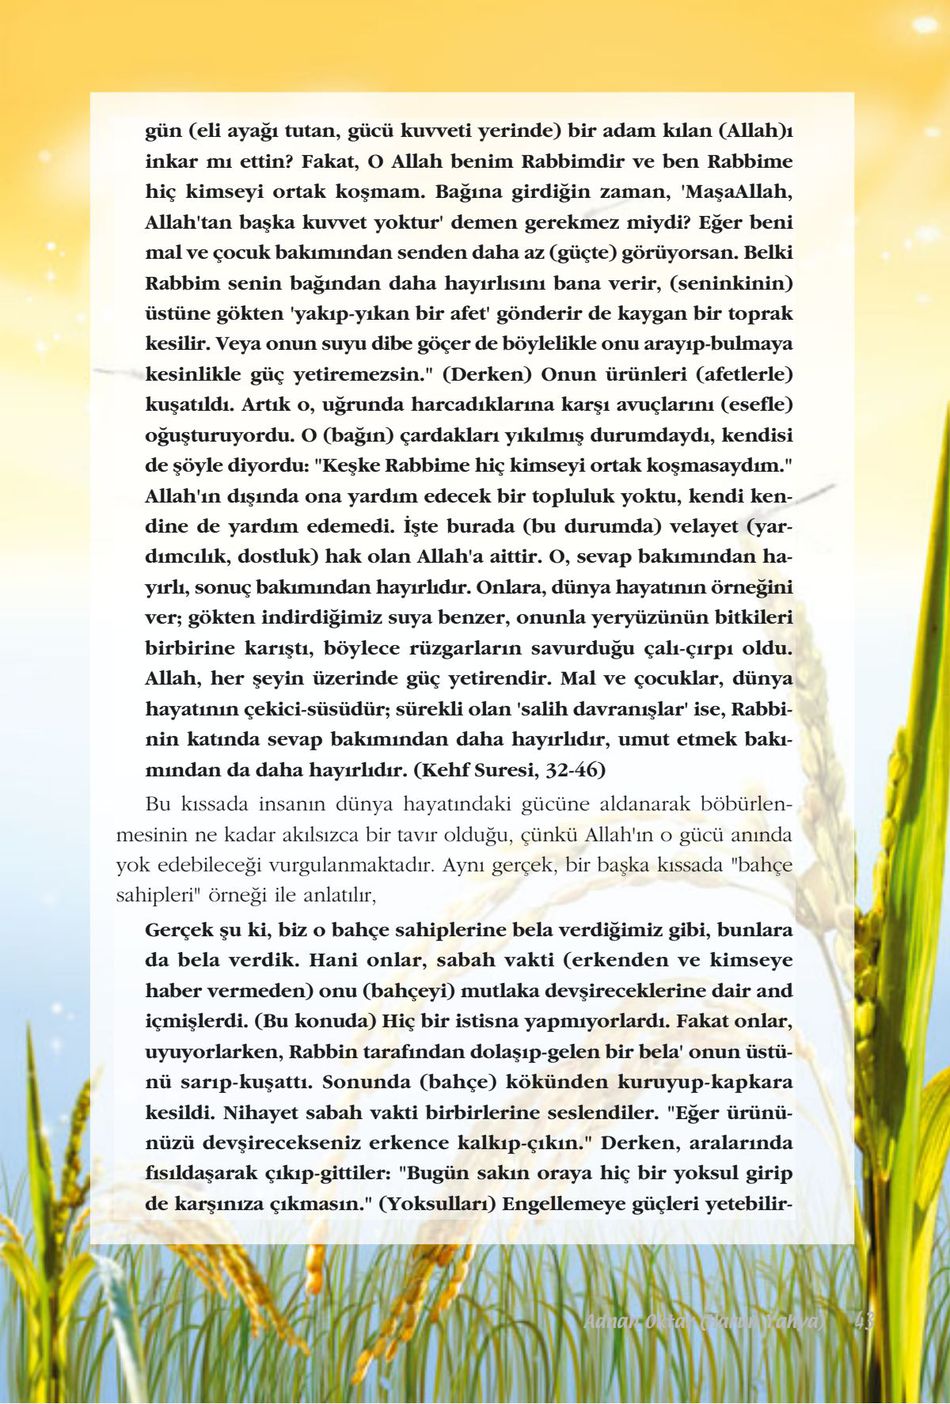 gün (eli ayağı tutan, gücü kuvveti yerinde) bir adam kılan (Allah)ı
inkar mı ettin? Fakat, O Allah benim Rabbimdir ve ben Rabbime
hiç kimseyi ortak koşmam. Bağına girdiğin zaman, 'MaşaAllah,
Allah'tan başka kuvvet yoktur' demen gerekmez miydi? Eğer beni
mal ve çocuk bakımından senden daha az (güçte) görüyorsan. Belki
Rabbim senin bağından daha hayırlısını bana verir, (seninkinin)
üstüne gökten 'yakıp-yıkan bir afet' gönderir de kaygan bir toprak
kesilir. Veya onun suyu dibe göçer de böylelikle onu arayıp-bulmaya
kesinlikle güç yetiremezsin." (Derken) Onun ürünleri (afetlerle)
kuşatıldı. Artık o, uğrunda harcadıklarına karşı avuçlarını (esefle)
oğuşturuyordu. O (bağın) çardakları yıkılmış durumdaydı, kendisi
de şöyle diyordu: "Keşke Rabbime hiç kimseyi ortak koşmasaydım."
Allah'ın dışında ona yardım edecek bir topluluk yoktu, kendi ken-
dine de yardım edemedi. İşte burada (bu durumda) velayet (yar-
dımcılık, dostluk) hak olan Allah'a aittir. O, sevap bakımından ha-
yırlı, sonuç bakımından hayırlıdır. Onlara, dünya hayatının örneğini
ver; gökten indirdiğimiz suya benzer, onunla yeryüzünün bitkileri
birbirine karıştı, böylece rüzgarların savurduğu çalı-çırpı oldu.
Allah, her şeyin üzerinde güç yetirendir. Mal ve çocuklar, dünya
hayatının çekici-süsüdür; sürekli olan 'salih davranışlar' ise, Rabbi-
nin katında sevap bakımından daha hayırlıdır, umut etmek bakı-
mından da daha hayırlıdır. (Kehf Suresi, 32-46)
Bu kıssada insanın dünya hayatındaki gücüne aldanarak böbürlen-
mesinin ne kadar akılsızca bir tavır olduğu, çünkü Allah'ın o gücü anında
yok edebileceği vurgulanmaktadır. Aynı gerçek, bir başka kıssada "bahçe
sahipleri" örneği ile anlatılır,
Gerçek şu ki, biz o bahçe sahiplerine bela verdiğimiz gibi, bunlara
da bela verdik. Hani onlar, sabah vakti (erkenden ve kimseye
haber vermeden) onu (bahçeyi) mutlaka devşireceklerine dair and
içmişlerdi. (Bu konuda) Hiç bir istisna yapmıyorlardı. Fakat onlar,
uyuyorlarken, Rabbin tarafından dolaşıp-gelen bir bela' onun üstü-
nü sarıp-kuşattı. Sonunda (bahçe) kökünden kuruyup-kapkara
kesildi. Nihayet sabah vakti birbirlerine seslendiler. "Eğer ürünü-
nüzü devşirecekseniz erkence kalkıp-çıkın." Derken, aralarında
fısıldaşarak çıkıp-gittiler: "Bugün sakın oraya hiç bir yoksul girip
de karşınıza çıkmasın." (Yoksulları) Engellemeye güçleri yetebilir-
Adnan Oktar (Harun Yahya) 43